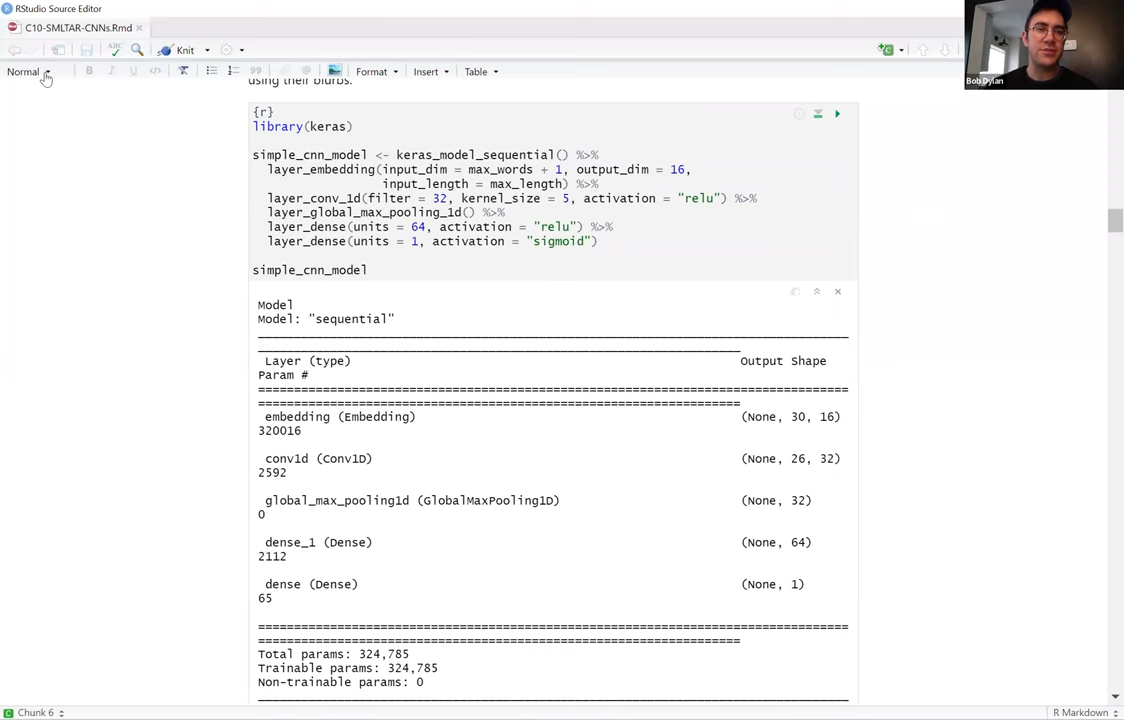 RStudio Source Editor
C10-SMLTAR-CNNs.Rmd
ABC Knit
Normal B I U </> Format Insert Table
using their blurbs.
{r}
library(keras)
simple_cnn_model <- keras_model_sequential() %>%
layer_embedding(input_dim = max_words + 1, output_dim = 16,
input_length = max_length) %>%
layer_conv_1d(filter = 32, kernel_size = 5, activation = "relu") %>%
layer_global_max_pooling_1d() %>%
layer_dense(units = 64, activation = "relu") %>%
layer_dense(units = 1, activation = "sigmoid")
simple_cnn_model
Model
Model: "sequential"
Layer (type) Output Shape
Param #
embedding (Embedding) (None, 30, 16)
320016
conv1d (Conv1D) (None, 26, 32)
2592
global_max_pooling1d (GlobalMaxPooling1D) (None, 32)
0
dense_1 (Dense) (None, 64)
2112
dense (Dense) (None, 1)
65
Total params: 324,785
Trainable params: 324,785
Non-trainable params: 0
Chunk 6 R Markdown
Bob Dylan